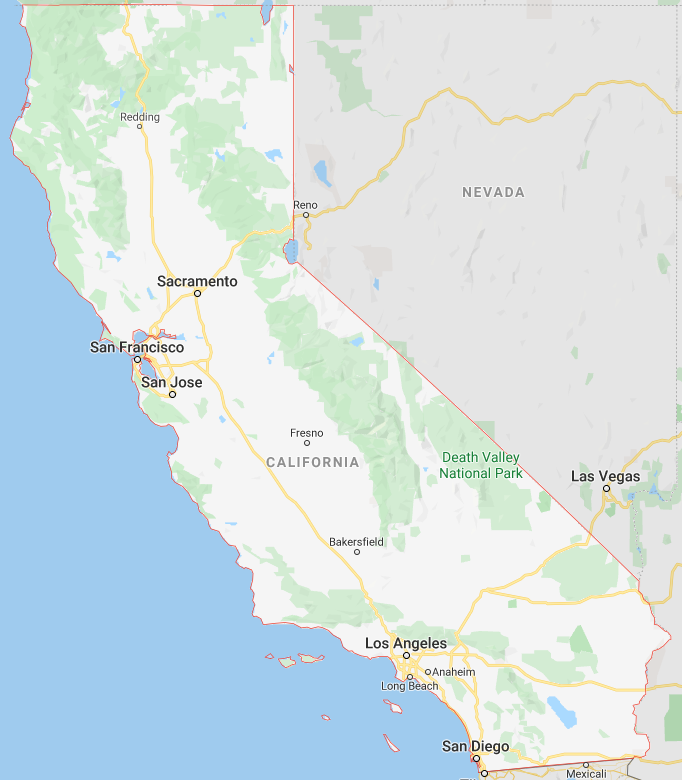 Redding
NEVADA
Reno
Sacramento
San Francisco
San Jose
Fresno
CALIFORNIA
Death Valley
National Park
Las Vegas
Bakersfield
Los Angeles
Anaheim
Long Beach
San Diego
Mexicali